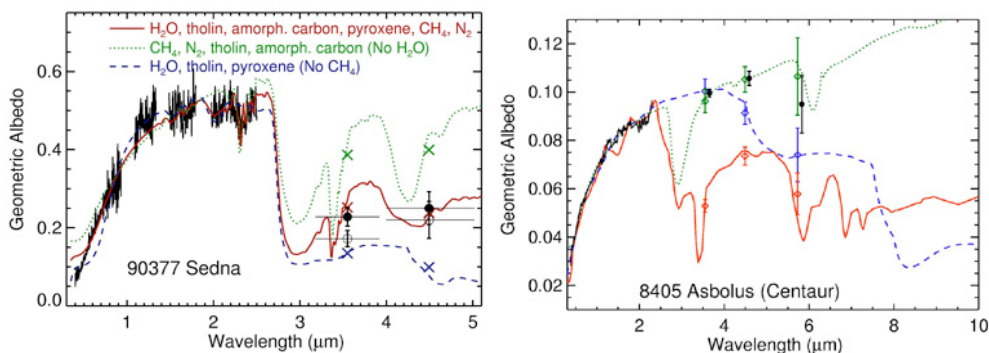 H₂O, tholin, amorph. carbon, pyroxene, CH₄, N₂
CH₄, N₂, tholin, amorph. carbon (No H₂O)
H₂O, tholin, pyroxene (No CH₄)
0.6
0.4
0.2
0.0
Geometric Albedo
90377 Sedna
1 2 3 4 5
Wavelength (μm)
0.12
0.10
0.08
0.06
0.04
0.02
Geometric Albedo
8405 Asbolus (Centaur)
2 4 6 8 10
Wavelength (μm)